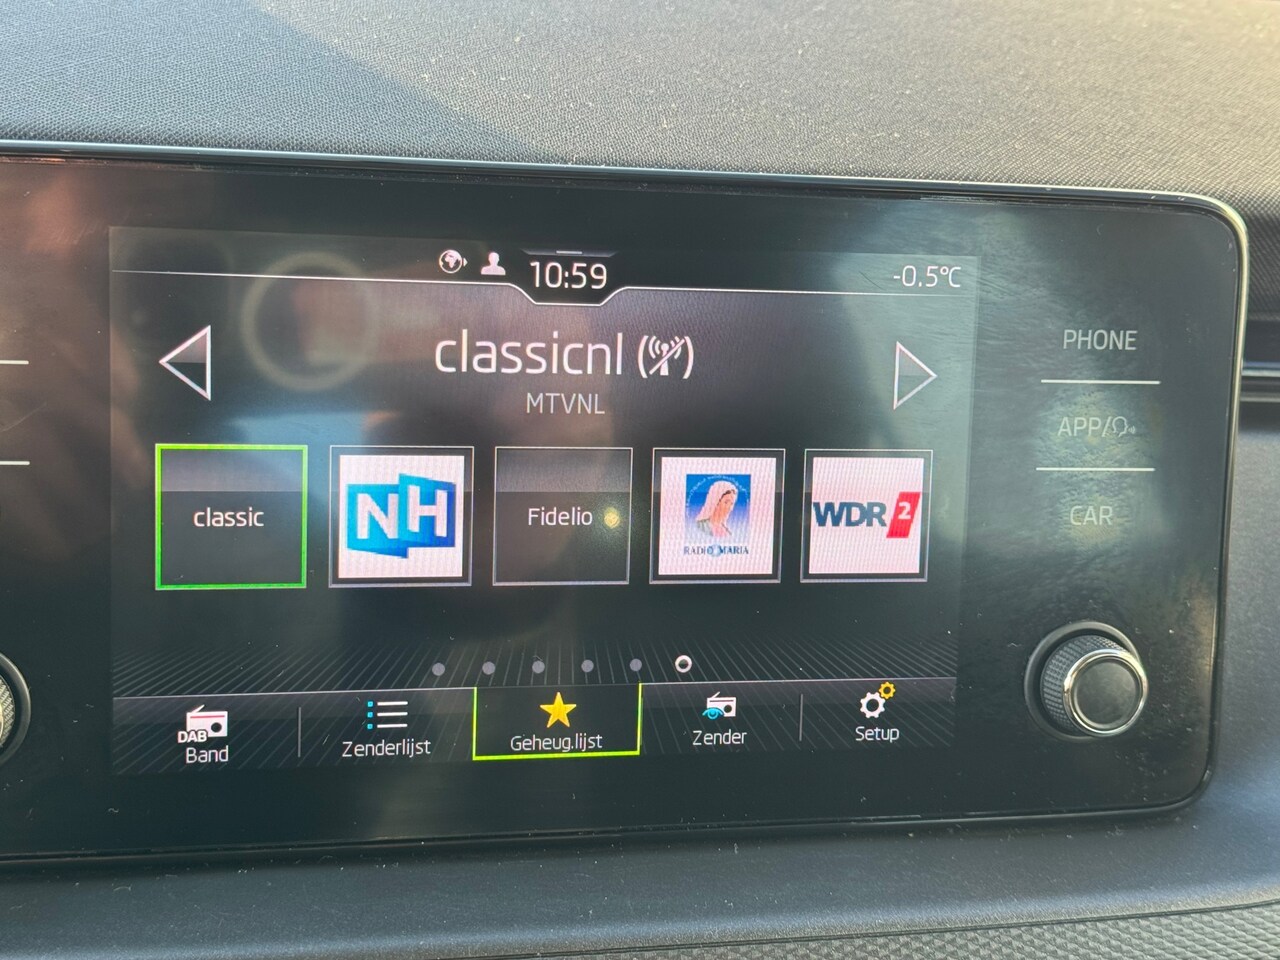 10:59
-0.5°C
classicnl
MTVNL
PHONE
APP/
CAR
classic
NH
Fidelio
RADIO MARIA
WDR 2
DAB
Band
Zenderlijst
Geheug.lijst
Zender
Setup